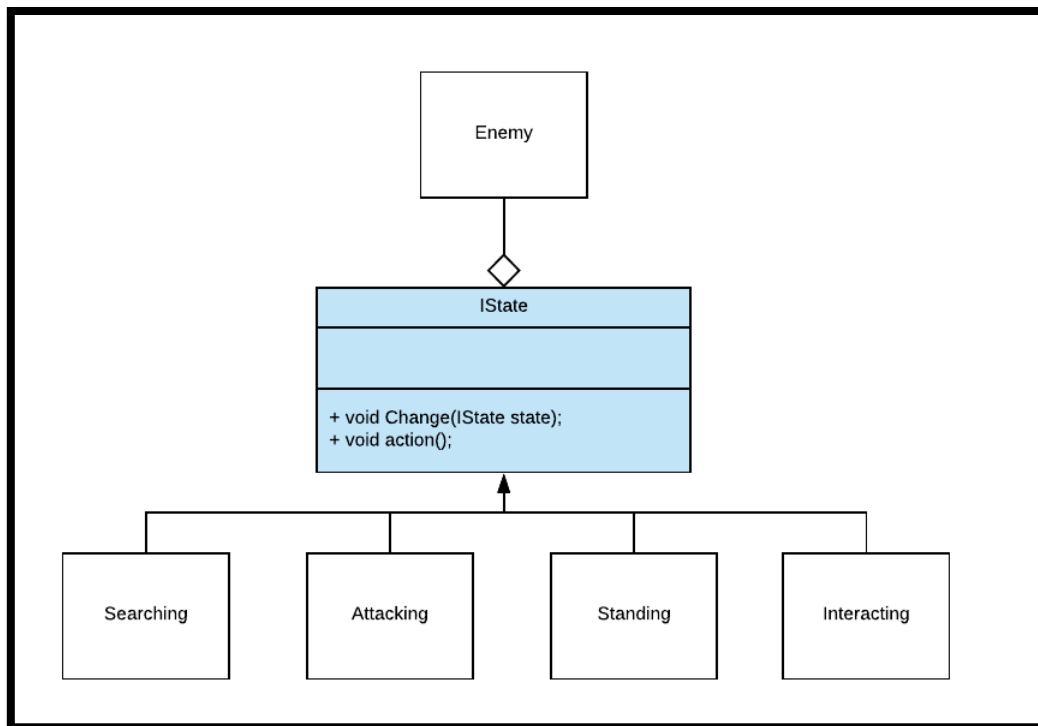 Enemy
IState
+ void Change(IState state);
+ void action();
Searching
Attacking
Standing
Interacting